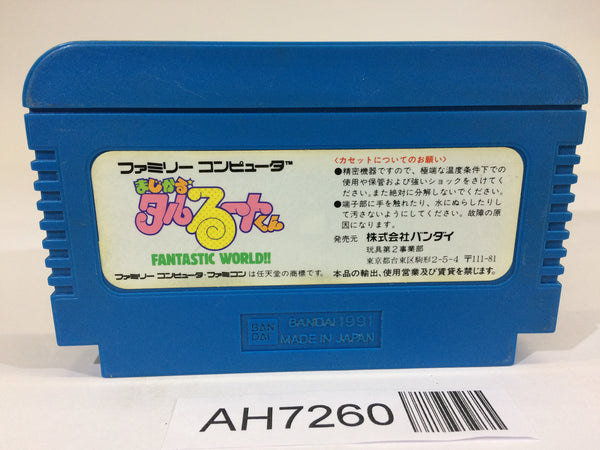 ファミリー コンピュータ™
まじかる
タルるートくん
FANTASTIC WORLD!!
ファミリー コンピュータ・ファミコンは任天堂の商標です。
<カセットについてのお願い>
●精密機器ですので、極端な温度条件下での
使用や保管および強いショックをさけてく
ださい。また絶対に分解しないでください。
●端子部に手を触れたり、水にぬらしたりし
て汚さないようにしてください。故障の原
因になります。
発売元 株式会社バンダイ
玩具第2事業部
東京都台東区駒形2-5-4 〒111-81
本品の輸出、使用営業及び賃貸を禁じます。
BAN
DAI
BANDAI 1991
MADE IN JAPAN
AH7260